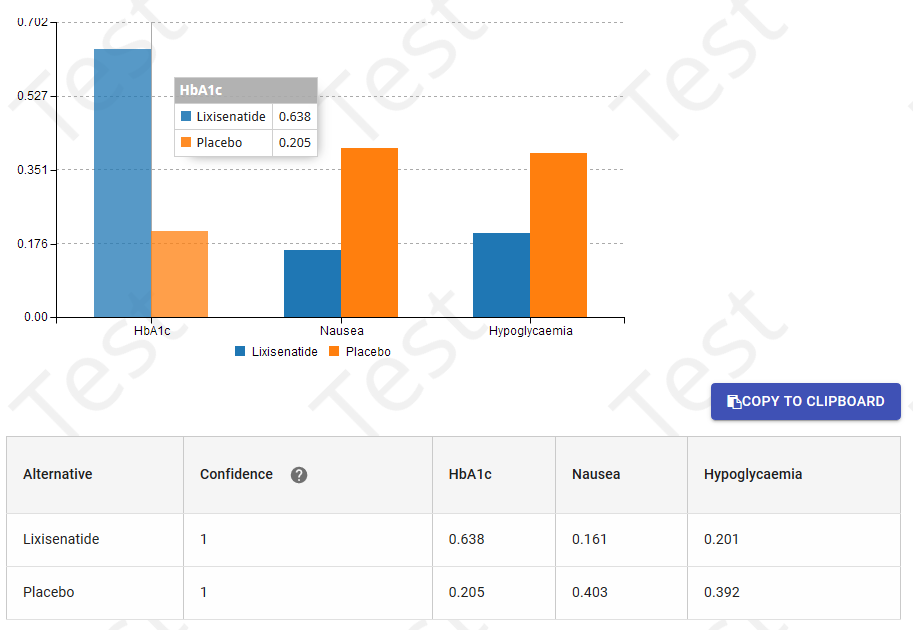 0.702
HbA1c
0.527
Lixisenatide 0.638
Placebo 0.205
0.351
0.176
0.00
HbA1c Nausea Hypoglycaemia
Lixisenatide Placebo
COPY TO CLIPBOARD
Alternative Confidence ? HbA1c Nausea Hypoglycaemia
Lixisenatide 1 0.638 0.161 0.201
Placebo 1 0.205 0.403 0.392
Test
Test
Test
Test
Test
Test